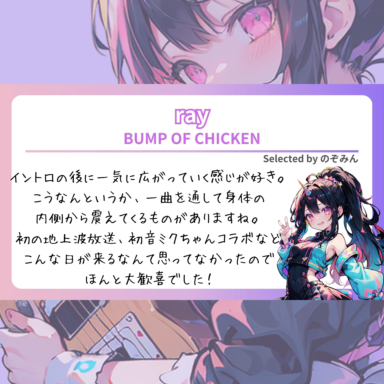 ray
BUMP OF CHICKEN
Selected by のぞみん
イントロの後に一気に広がっていく感じが好き。
こうなんというか、一曲を通して身体の
内側から震えてくるものがありますね。
初の地上波放送、初音ミクちゃんコラボなど
こんな日が来るなんて思ってなかったので
ほんと大歓喜でした！